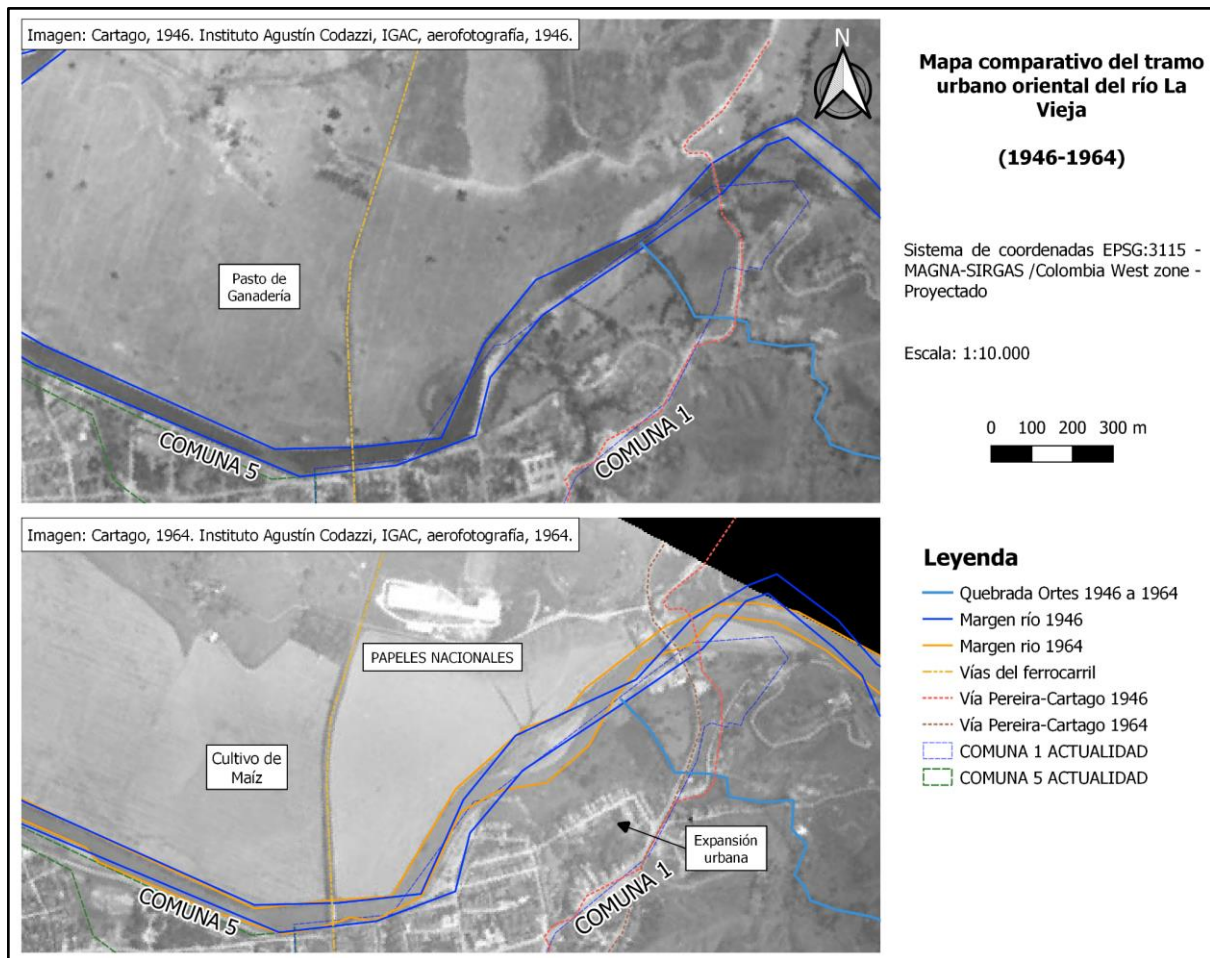 Imagen: Cartago, 1946. Instituto Agustín Codazzi, IGAC, aerofotografía, 1946.
N
Pasto de
Ganadería
COMUNA 5
COMUNA 1
Imagen: Cartago, 1964. Instituto Agustín Codazzi, IGAC, aerofotografía, 1964.
PAPELES NACIONALES
Cultivo de
Maíz
Expansión
urbana
COMUNA 5
COMUNA 1
Mapa comparativo del tramo
urbano oriental del río La
Vieja
(1946-1964)
Sistema de coordenadas EPSG:3115 -
MAGNA-SIRGAS /Colombia West zone -
Proyectado
Escala: 1:10.000
0 100 200 300 m
Leyenda
Quebrada Ortes 1946 a 1964
Margen río 1946
Margen rio 1964
Vías del ferrocarril
Vía Pereira-Cartago 1946
Vía Pereira-Cartago 1964
COMUNA 1 ACTUALIDAD
COMUNA 5 ACTUALIDAD